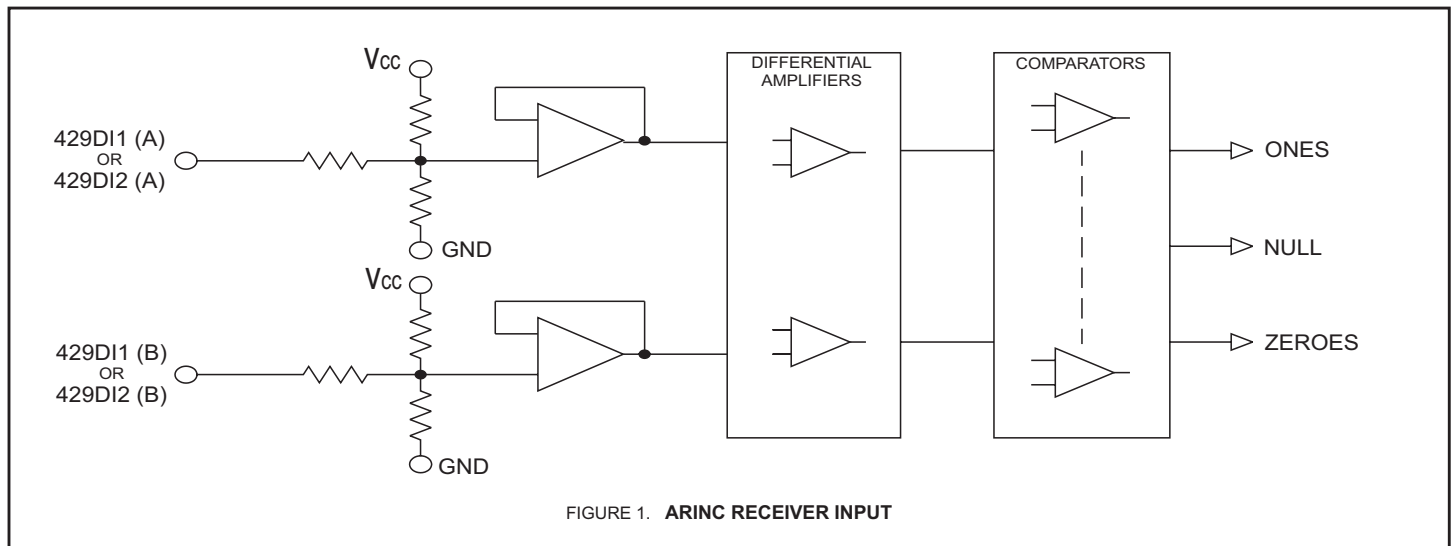 Vcc
429DI1 (A)
OR
429DI2 (A)
GND
Vcc
429DI1 (B)
OR
429DI2 (B)
GND
DIFFERENTIAL
AMPLIFIERS
COMPARATORS
ONES
NULL
ZEROES
FIGURE 1. ARINC RECEIVER INPUT